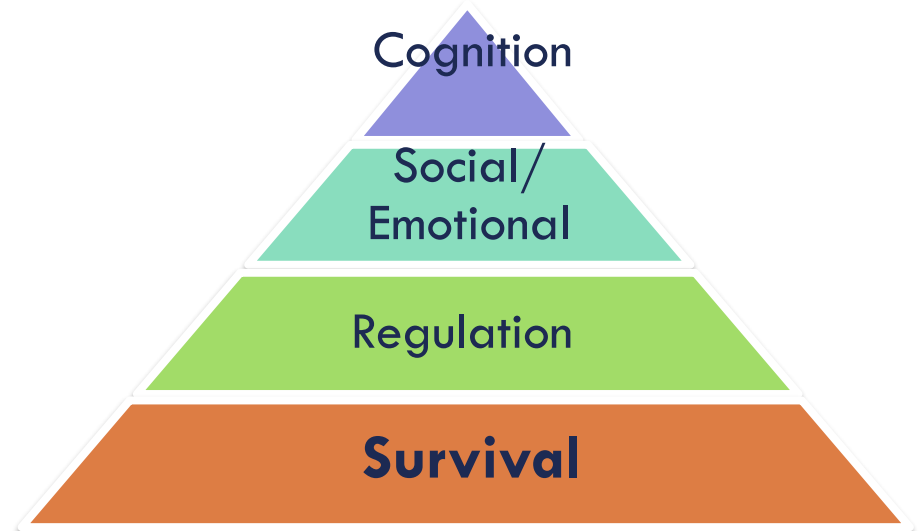 Cognition
Social/
Emotional
Regulation
Survival